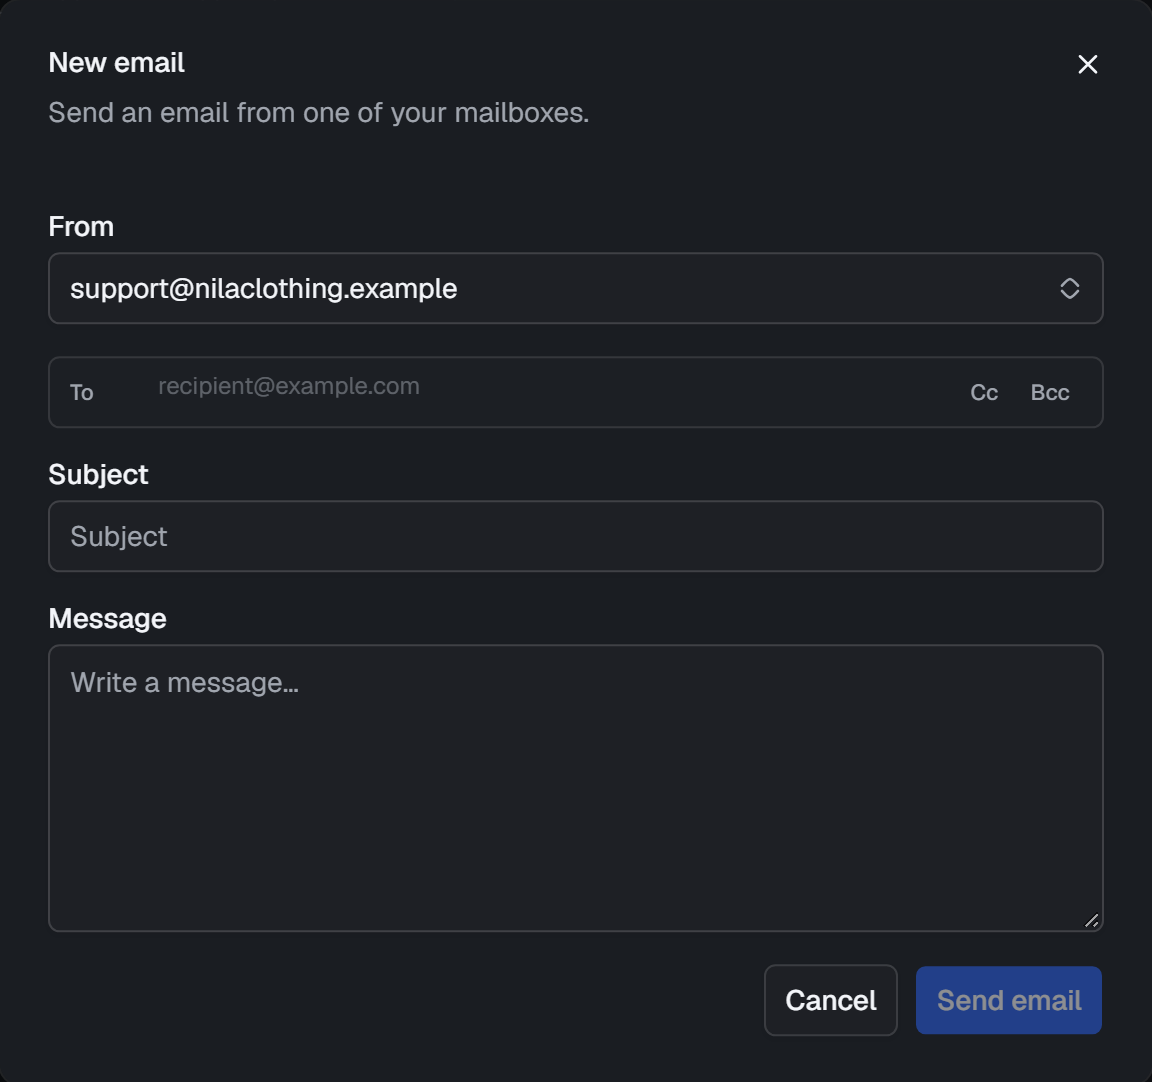 New email
Send an email from one of your mailboxes.
From
support@nilaclothing.example
To recipient@example.com Cc Bcc
Subject
Subject
Message
Write a message...
Cancel Send email